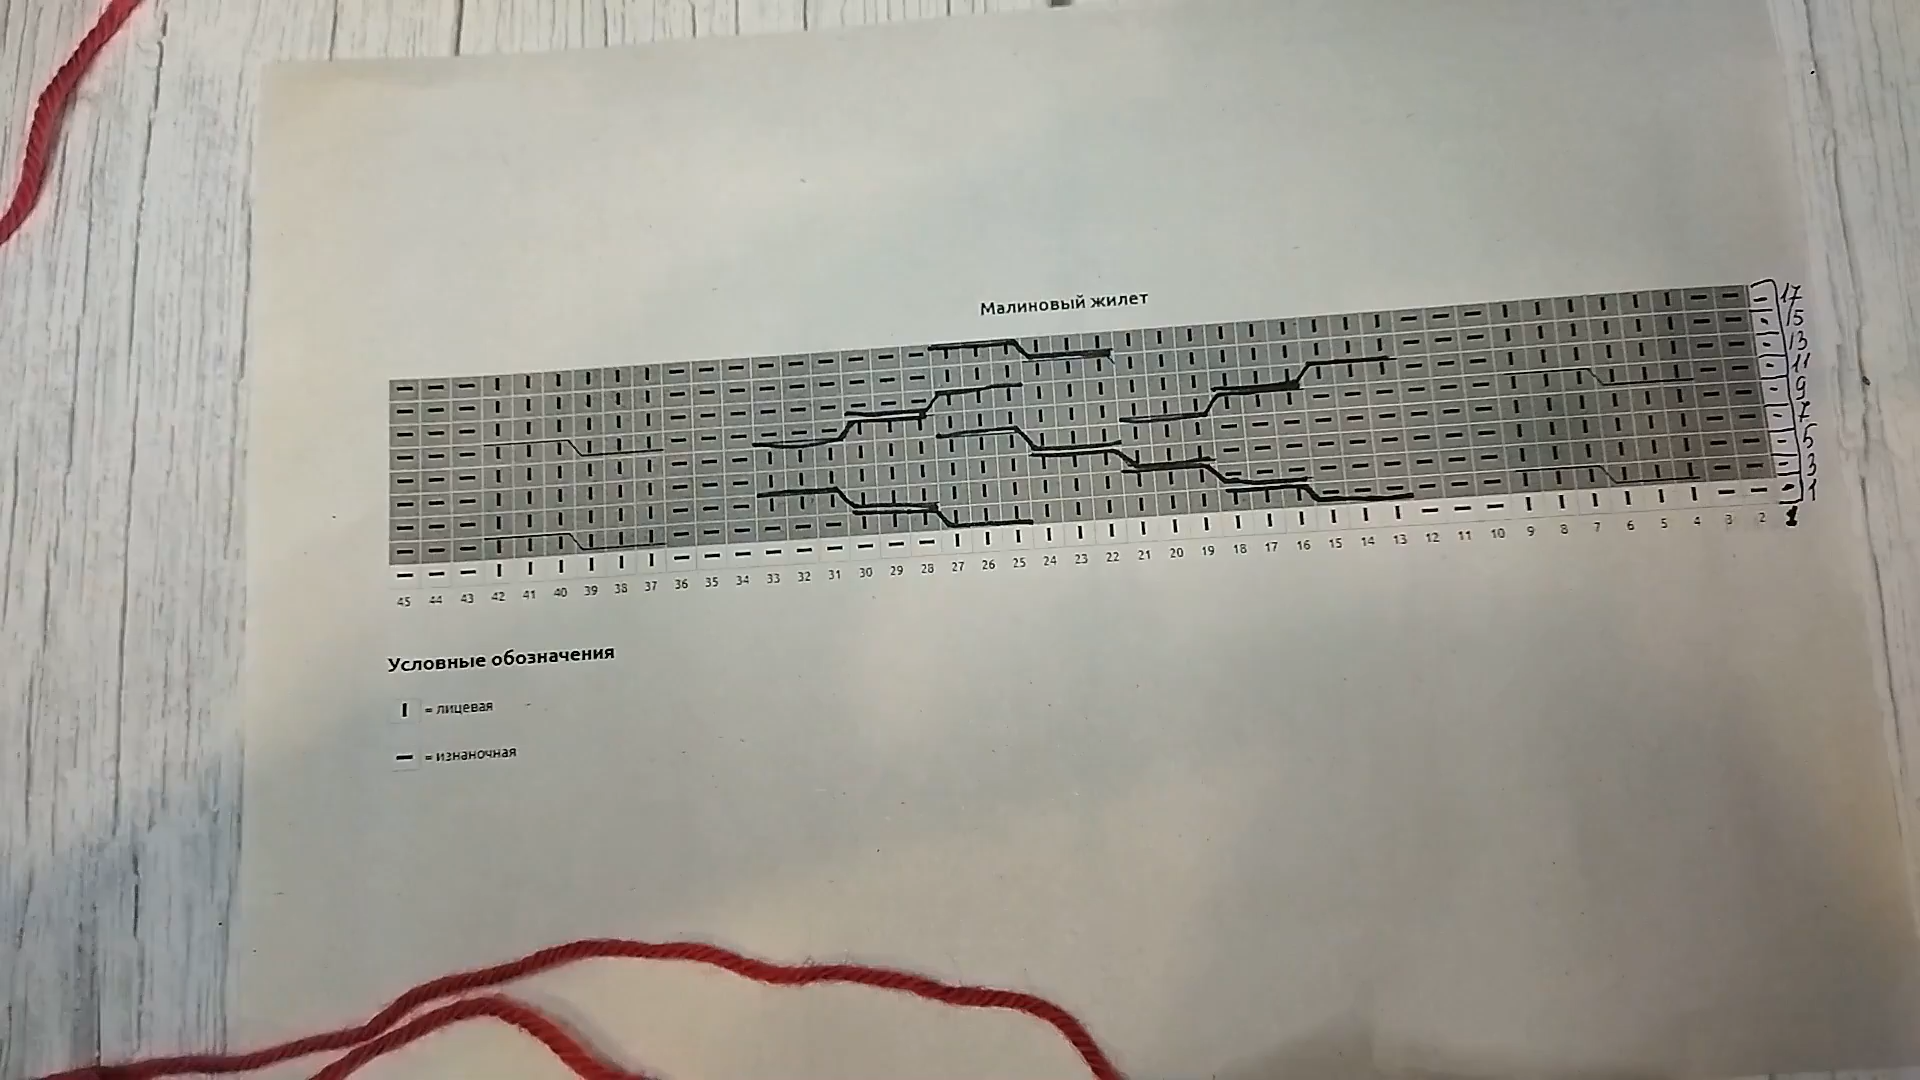 Малиновый жилет
17
15
13
11
9
7
5
3
1
45 44 43 42 41 40 39 38 37 36 35 34 33 32 31 30 29 28 27 26 25 24 23 22 21 20 19 18 17 16 15 14 13 12 11 10 9 8 7 6 5 4 3 2 1
Условные обозначения
= лицевая
= изнаночная